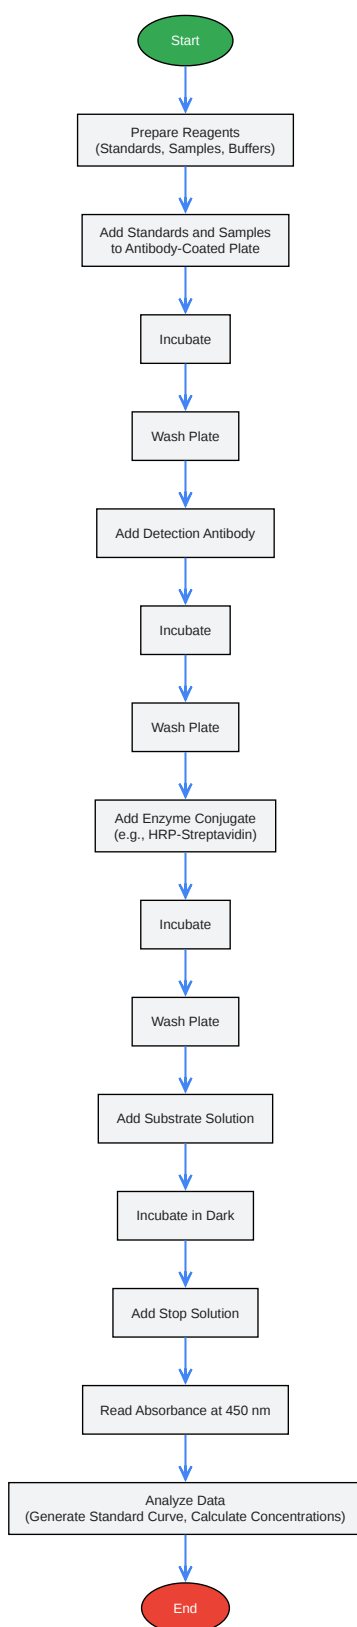 Start
Prepare Reagents
(Standards, Samples, Buffers)
Add Standards and Samples
to Antibody-Coated Plate
Incubate
Wash Plate
Add Detection Antibody
Incubate
Wash Plate
Add Enzyme Conjugate
(e.g., HRP-Streptavidin)
Incubate
Wash Plate
Add Substrate Solution
Incubate in Dark
Add Stop Solution
Read Absorbance at 450 nm
Analyze Data
(Generate Standard Curve, Calculate Concentrations)
End